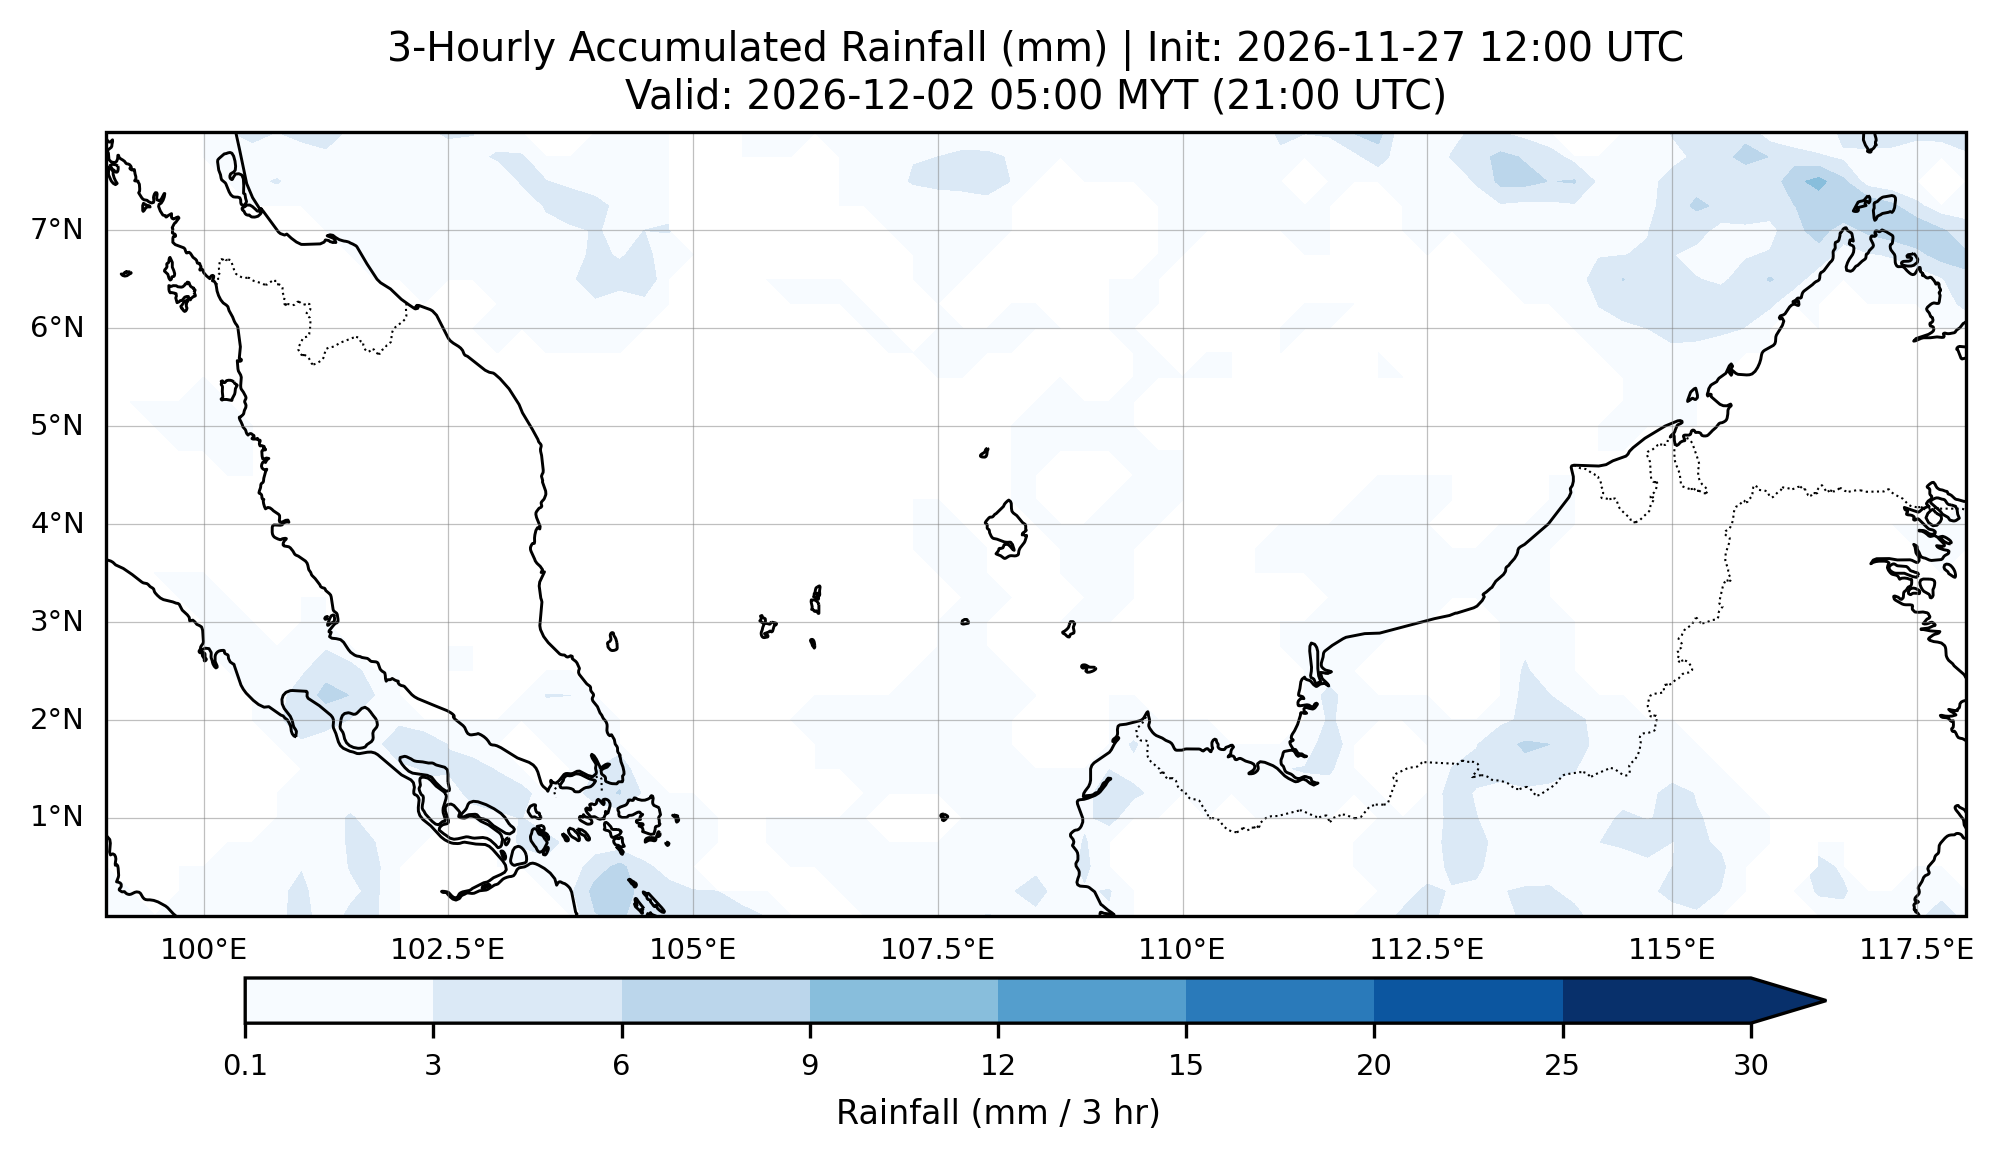 3-Hourly Accumulated Rainfall (mm) | Init: 2026-11-27 12:00 UTC
Valid: 2026-12-02 05:00 MYT (21:00 UTC)
7°N
6°N
5°N
4°N
3°N
2°N
1°N
100°E 102.5°E 105°E 107.5°E 110°E 112.5°E 115°E 117.5°E
0.1 3 6 9 12 15 20 25 30
Rainfall (mm / 3 hr)